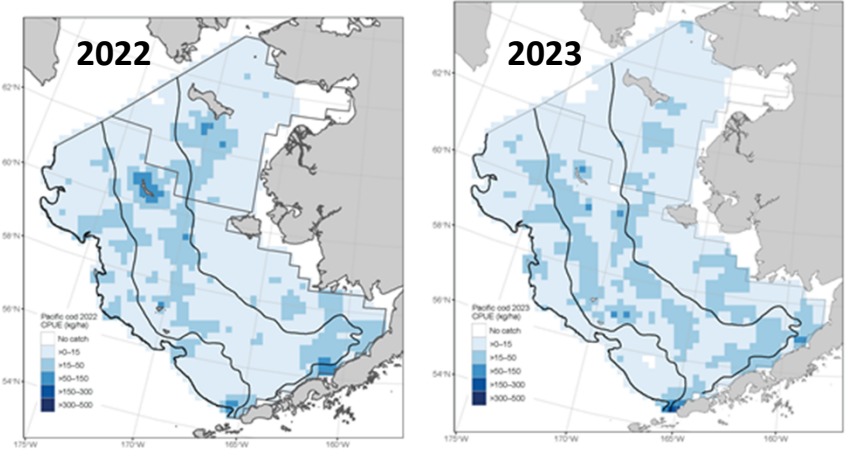 2022
62°N
60°N
58°N
56°N
54°N
Pacific cod 2022
CPUE (kg/ha)
No catch
>0–15
>15–50
>50–150
>150–300
>300–500
175°W
170°W
165°W
160°W
2023
62°N
60°N
58°N
56°N
54°N
Pacific cod 2023
CPUE (kg/ha)
No catch
>0–15
>15–50
>50–150
>150–300
>300–500
175°W
170°W
165°W
160°W